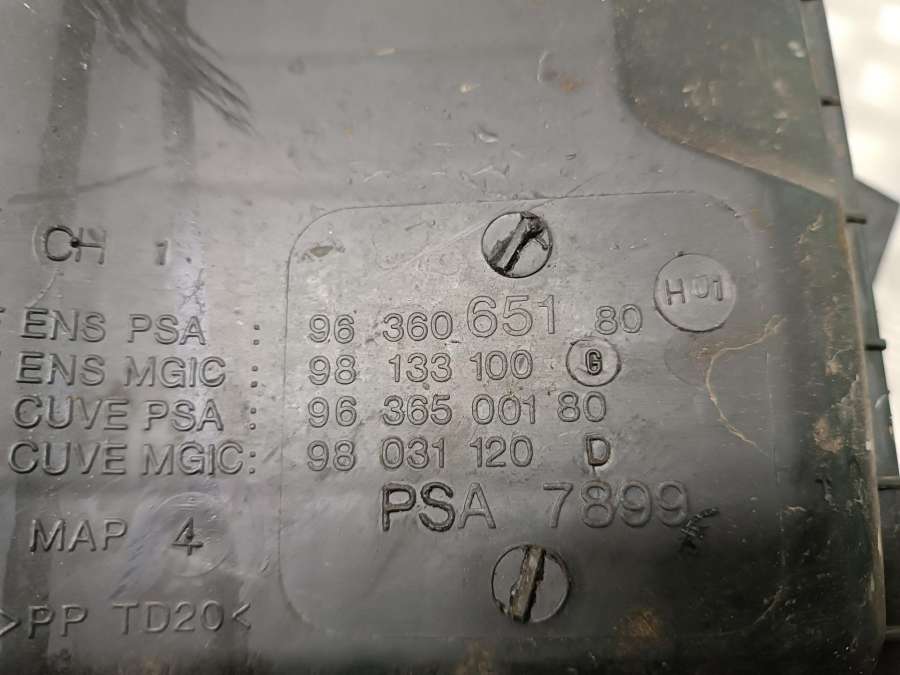 CH 1
H01
ENS PSA : 96 360 651 80
ENS MGIC : 98 133 100 G
CUVE PSA : 96 365 001 80
CUVE MGIC : 98 031 120 D
PSA 7899
MAP 4
>PP TD20<